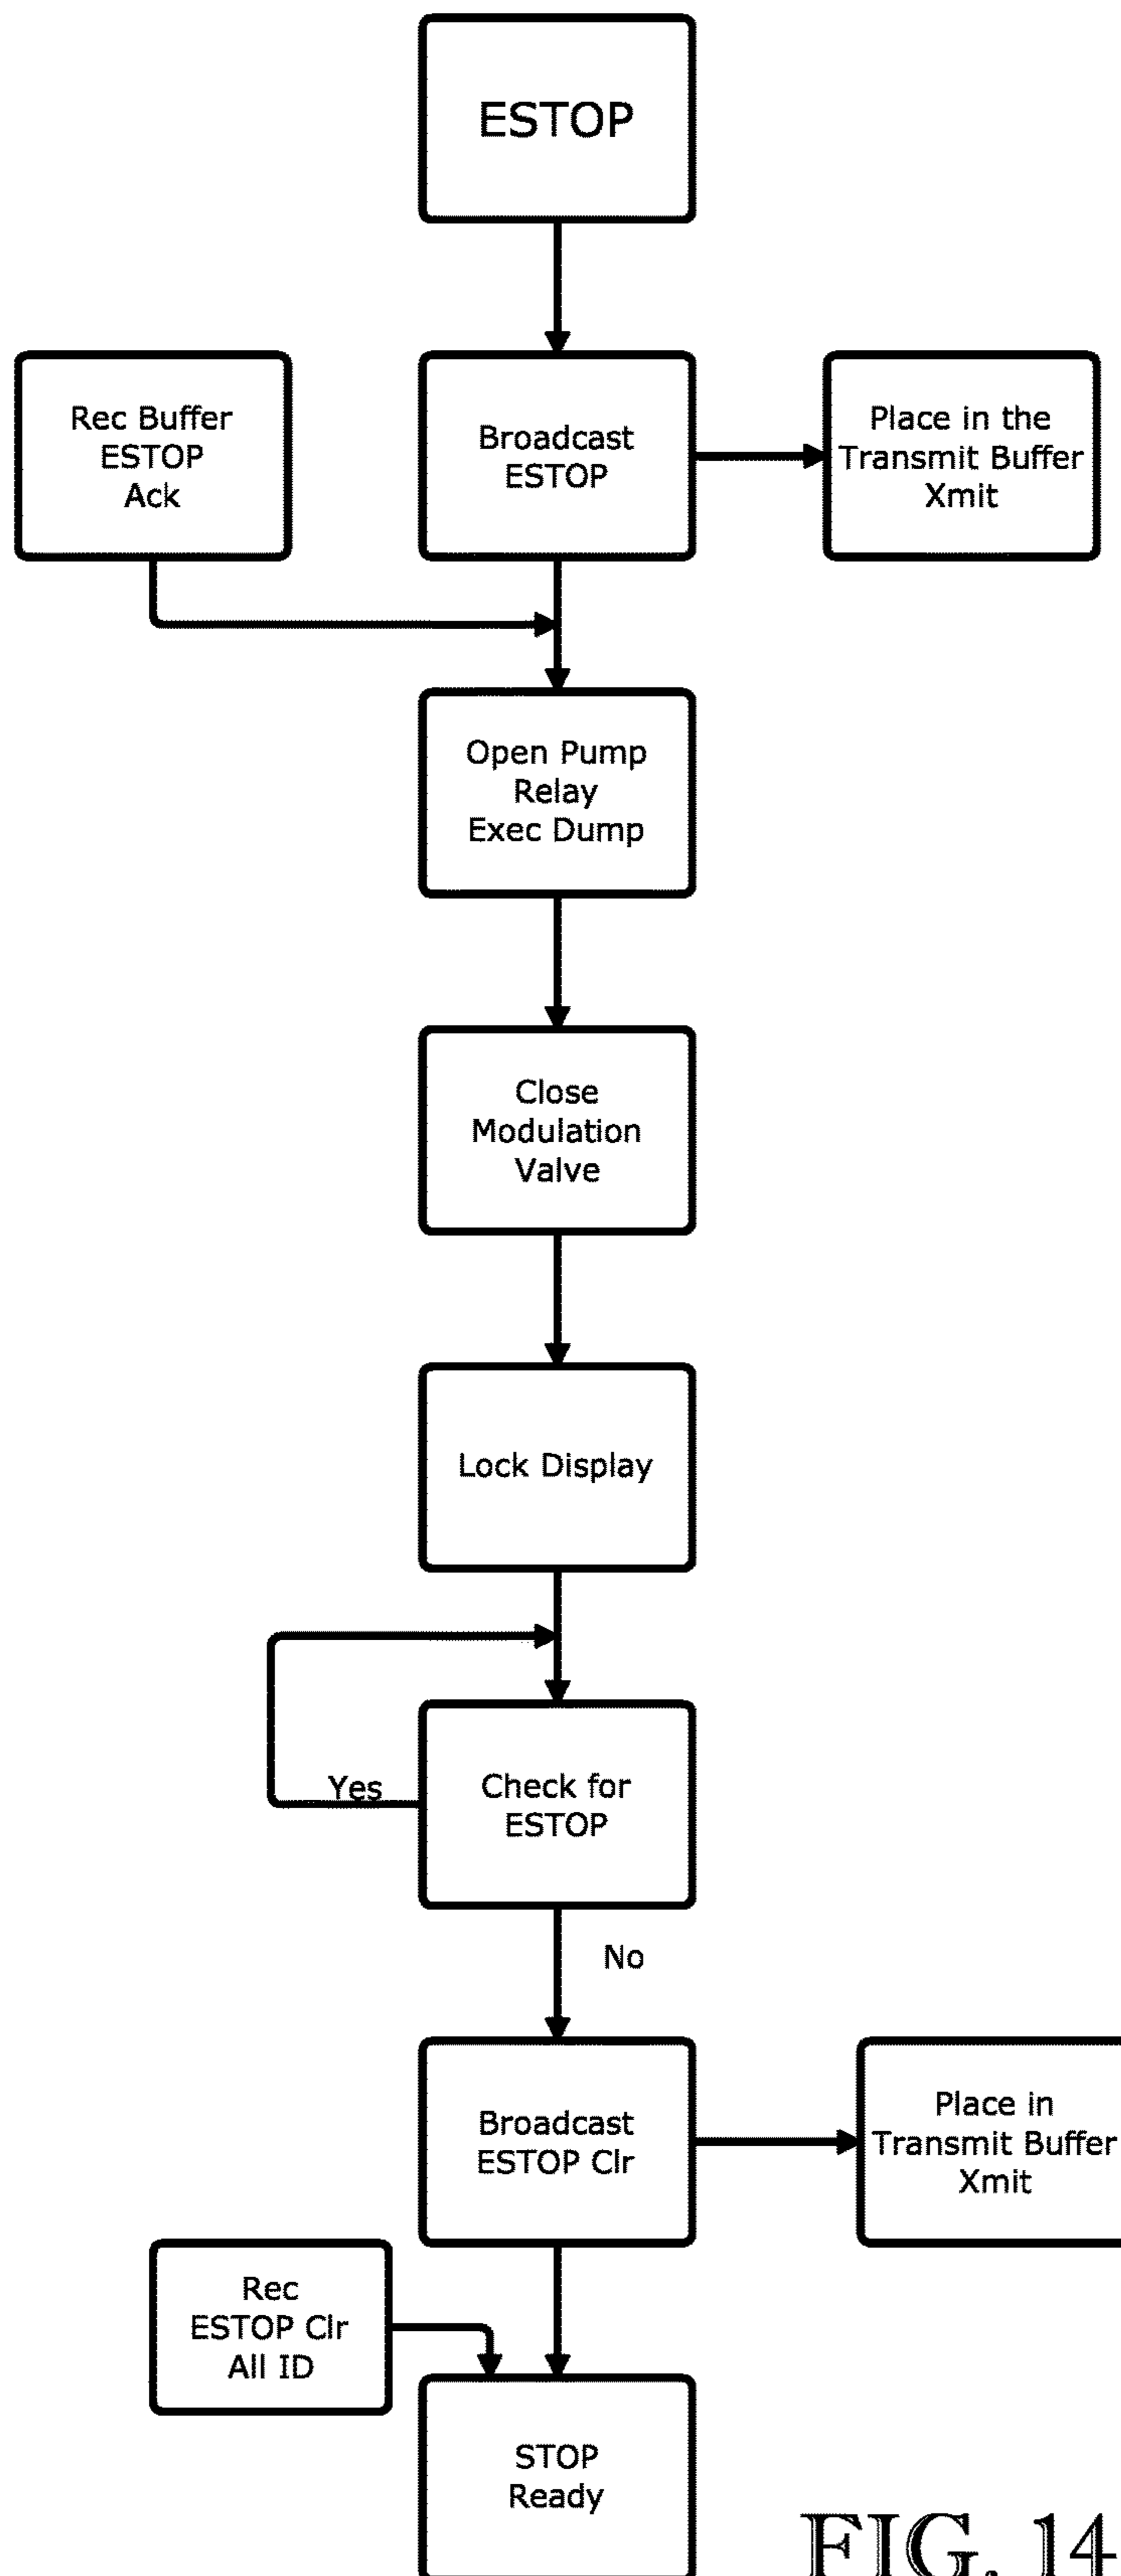 ESTOP
Rec Buffer
ESTOP
Ack
Broadcast
ESTOP
Place in the
Transmit Buffer
Xmit
Open Pump
Relay
Exec Dump
Close
Modulation
Valve
Lock Display
Yes
Check for
ESTOP
No
Broadcast
ESTOP Clr
Place in
Transmit Buffer
Xmit
Rec
ESTOP Clr
All ID
STOP
Ready
FIG. 14